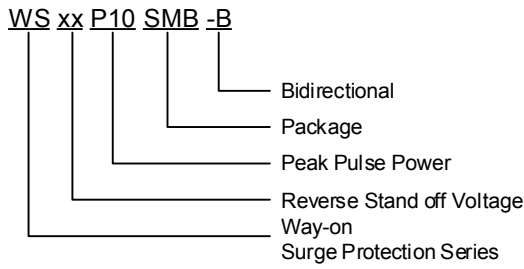 WS xx P10 SMB -B
Bidirectional
Package
Peak Pulse Power
Reverse Stand off Voltage
Way-on
Surge Protection Series